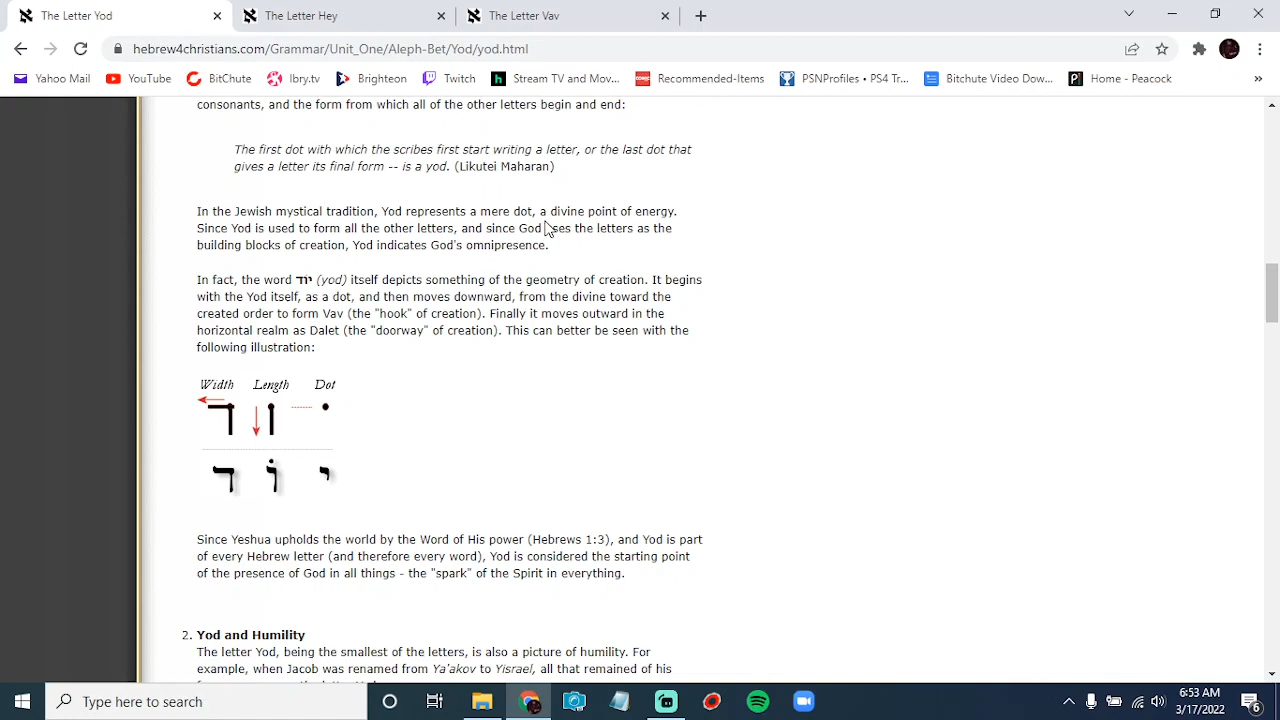 The Letter Yod
The Letter Hey
The Letter Vav
hebrew4christians.com/Grammar/Unit_One/Aleph-Bet/Yod/yod.html
Yahoo Mail
YouTube
BitChute
lbry.tv
Brighteon
Twitch
Stream TV and Mov...
Recommended-Items
PSNProfiles • PS4 Tr...
Bitchute Video Dow...
Home - Peacock
consonants, and the form from which all of the other letters begin and end:
The first dot with which the scribes first start writing a letter, or the last dot that
gives a letter its final form -- is a yod. (Likutei Maharan)
In the Jewish mystical tradition, Yod represents a mere dot, a divine point of energy.
Since Yod is used to form all the other letters, and since God uses the letters as the
building blocks of creation, Yod indicates God's omnipresence.
In fact, the word יוֹד (yod) itself depicts something of the geometry of creation. It begins
with the Yod itself, as a dot, and then moves downward, from the divine toward the
created order to form Vav (the "hook" of creation). Finally it moves outward in the
horizontal realm as Dalet (the "doorway" of creation). This can better be seen with the
following illustration:
Width Length Dot
י וֹ ד
Since Yeshua upholds the world by the Word of His power (Hebrews 1:3), and Yod is part
of every Hebrew letter (and therefore every word), Yod is considered the starting point
of the presence of God in all things - the "spark" of the Spirit in everything.
2. Yod and Humility
The letter Yod, being the smallest of the letters, is also a picture of humility. For
example, when Jacob was renamed from Ya'akov to Yisrael, all that remained of his
Type here to search
6:53 AM
3/17/2022
6